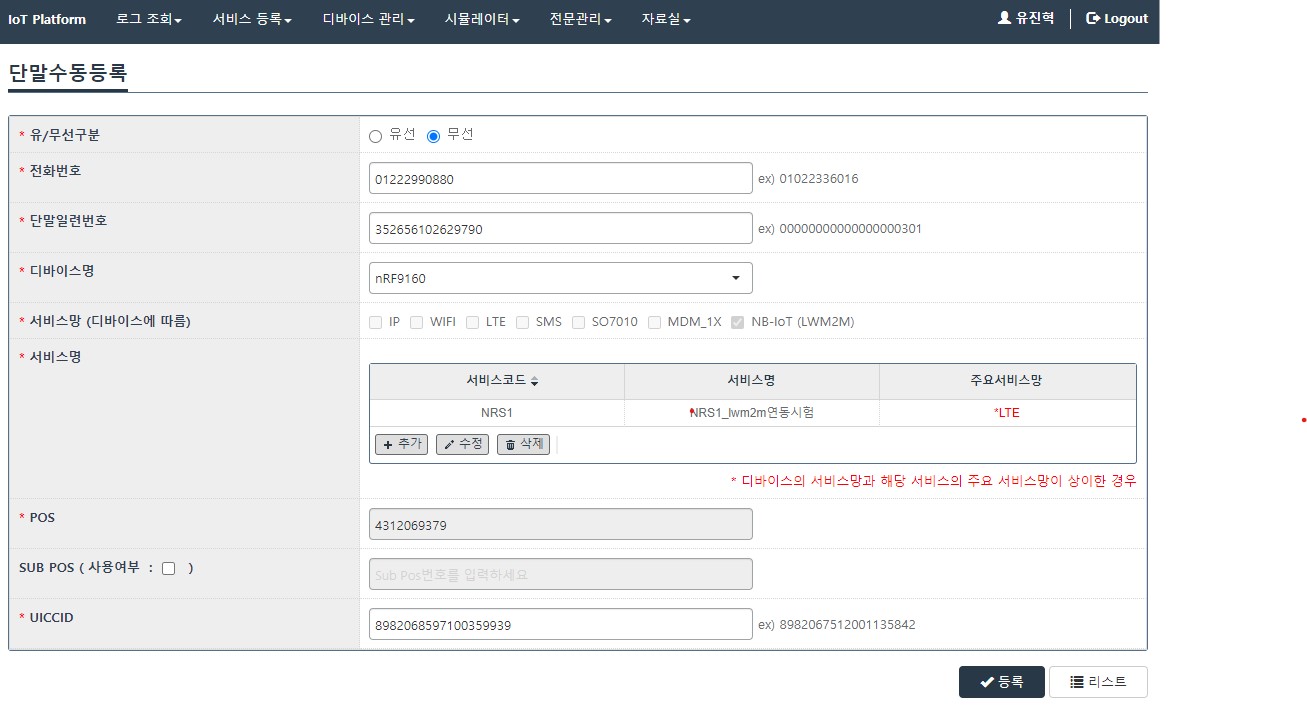 IoT Platform 로그 조회 서비스 등록 디바이스 관리 시뮬레이터 전문관리 자료실 유진혁 Logout
단말수동등록
* 유/무선구분 유선 무선
* 전화번호 01222990880 ex) 01022336016
* 단말일련번호 352656102629790 ex) 00000000000000000301
* 디바이스명 nRF9160
* 서비스망 (디바이스에 따름) IP WIFI LTE SMS SO7010 MDM_1X NB-IoT (LWM2M)
* 서비스명
서비스코드 서비스명 주요서비스망
NRS1 NRS1_lwm2m연동시험 *LTE
추가 수정 삭제
* 디바이스의 서비스망과 해당 서비스의 주요 서비스망이 상이한 경우
* POS 4312069379
SUB POS ( 사용여부 : ) Sub Pos번호를 입력하세요
* UICCID 8982068597100359939 ex) 8982067512001135842
등록 리스트